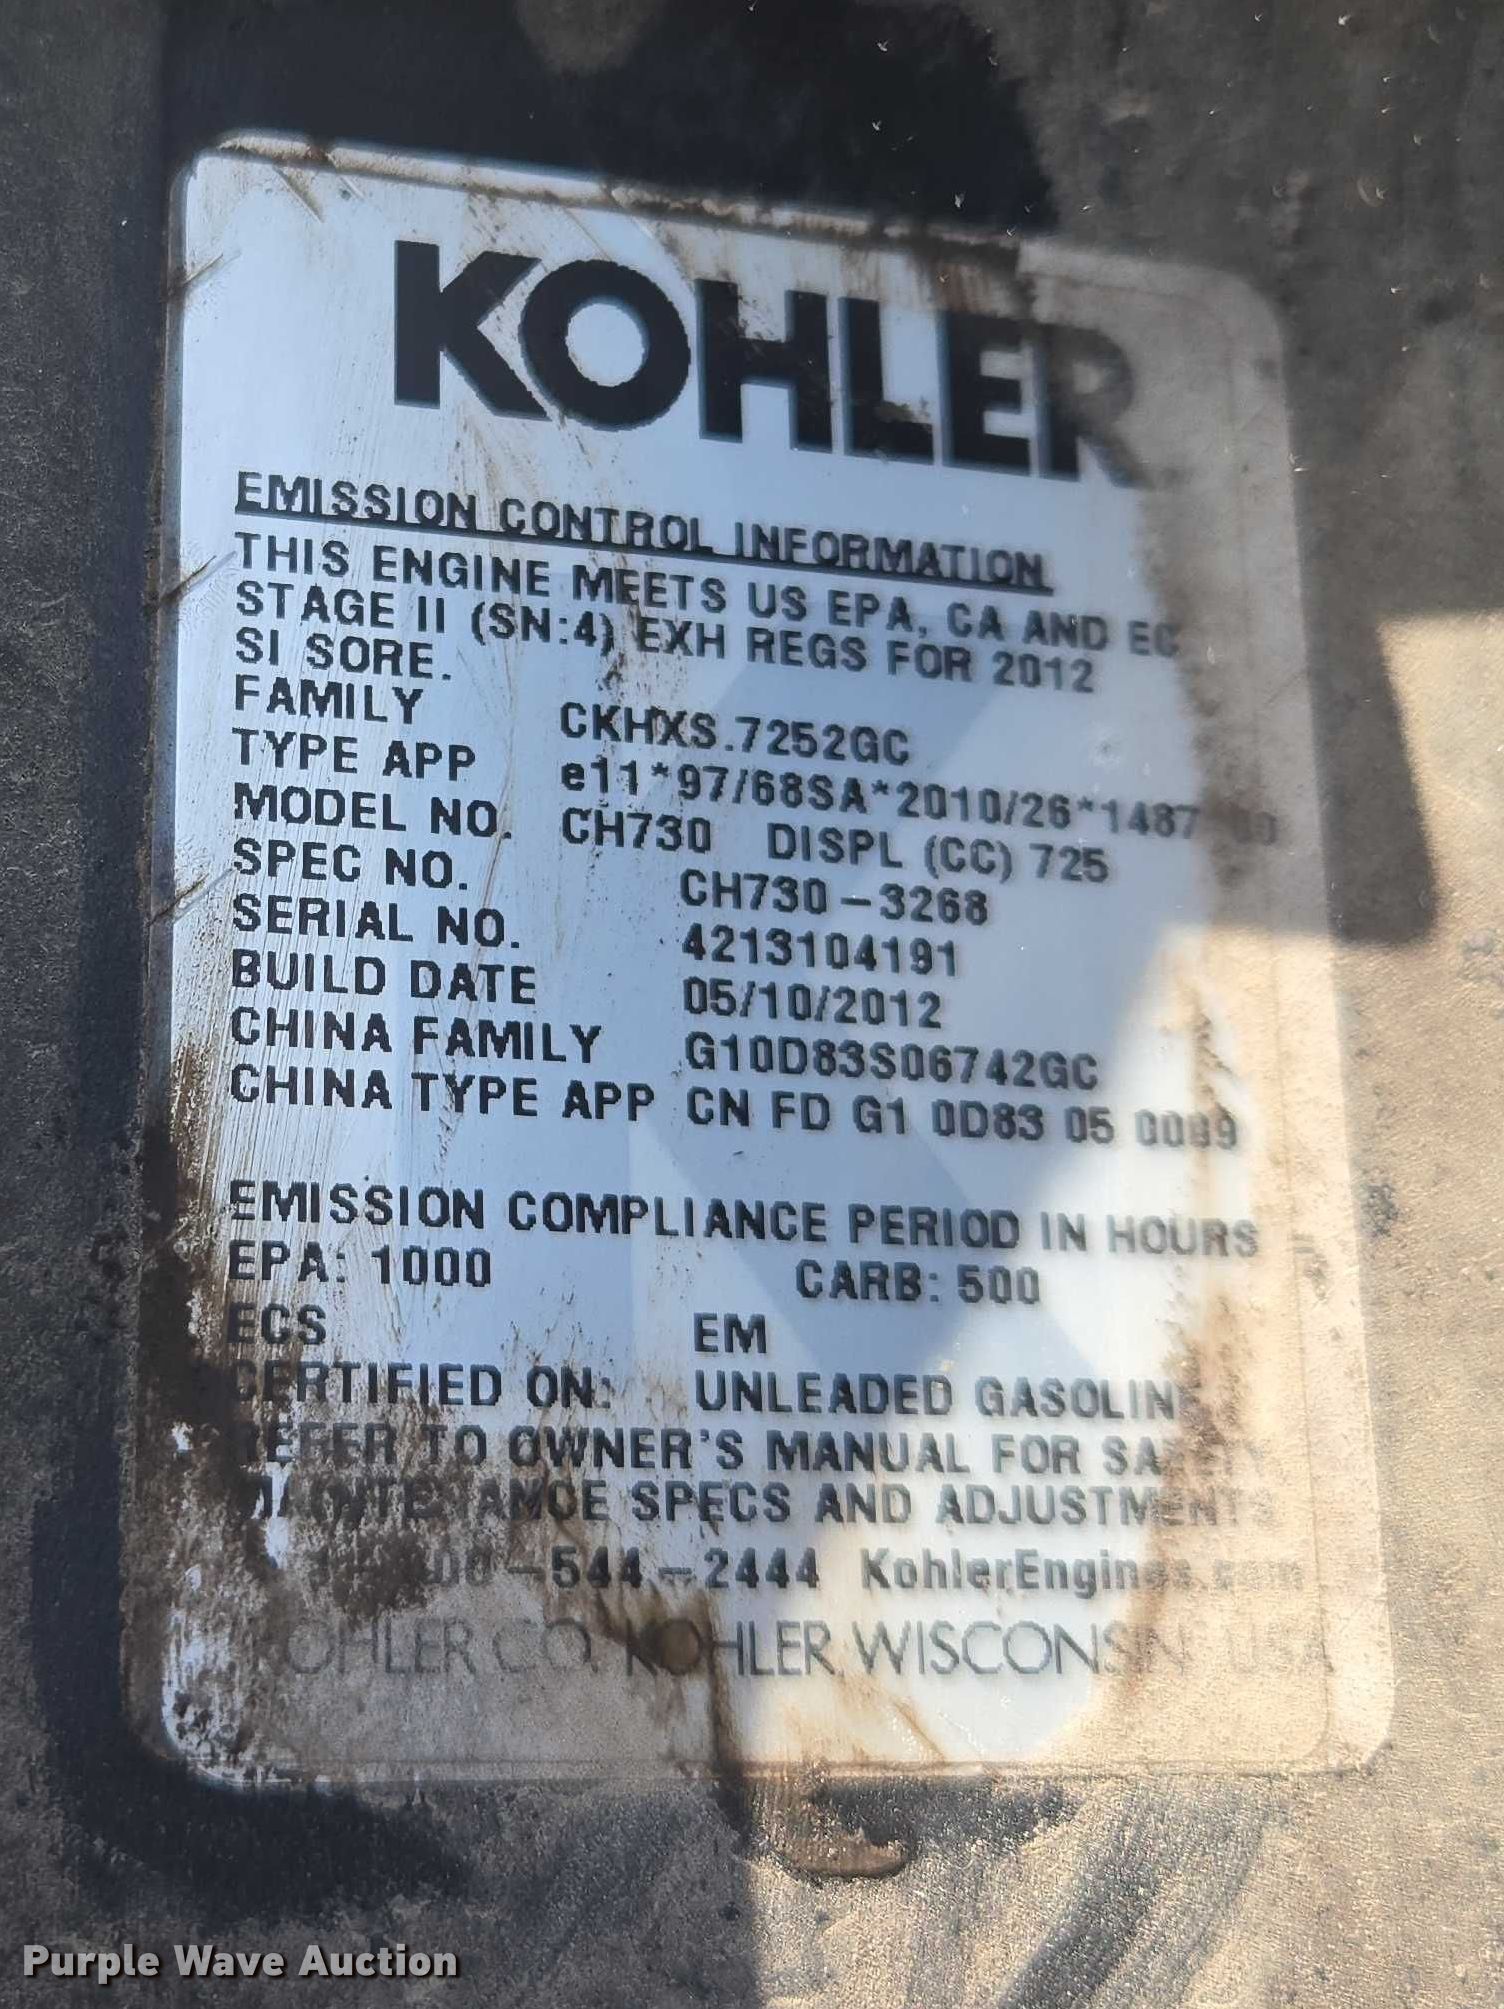 KOHLER
EMISSION CONTROL INFORMATION
THIS ENGINE MEETS US EPA, CA AND EC
STAGE II (SN:4) EXH REGS FOR 2012
SI SORE.
FAMILY CKHXS.7252GC
TYPE APP e11*97/68SA*2010/26*1487
MODEL NO. CH730 DISPL (CC) 725
SPEC NO. CH730-3268
SERIAL NO. 4213104191
BUILD DATE 05/10/2012
CHINA FAMILY G10D83S06742GC
CHINA TYPE APP CN FD G1 0D83 05
EMISSION COMPLIANCE PERIOD IN HOURS
EPA: 1000 CARB: 500
ECS EM
CERTIFIED ON: UNLEADED GASOLINE
REFER TO OWNER'S MANUAL FOR SAFETY
MAINTENANCE SPECS AND ADJUSTMENTS
-544-2444 KohlerEngines.com
KOHLER CO. KOHLER, WISCONSIN USA
Purple Wave Auction